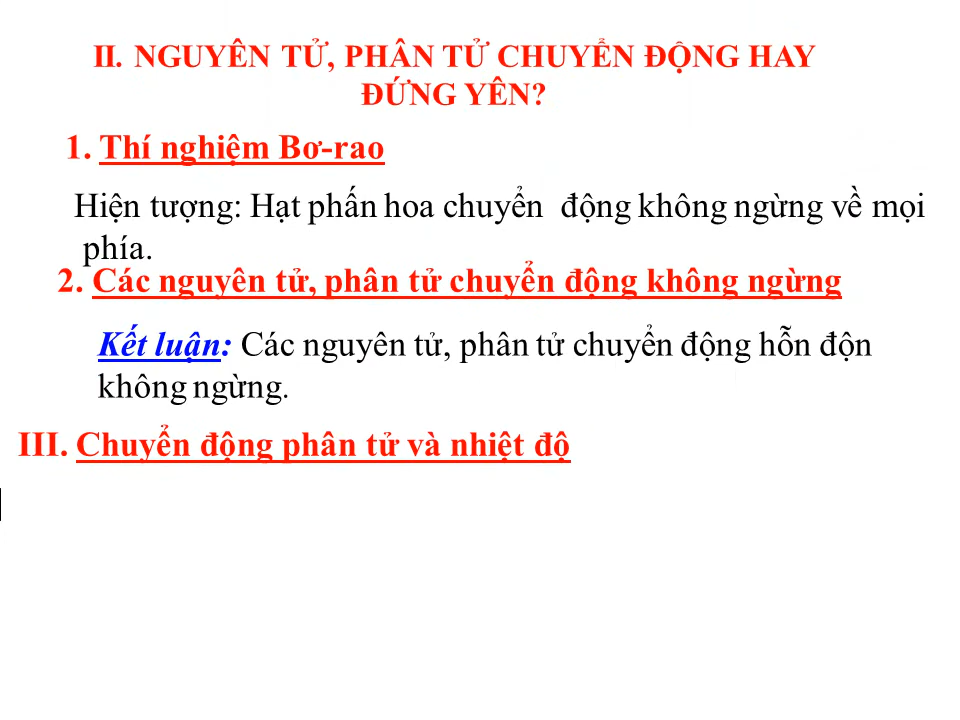 II. NGUYÊN TỬ, PHÂN TỬ CHUYỂN ĐỘNG HAY
ĐỨNG YÊN?
1. Thí nghiệm Bơ-rao
Hiện tượng: Hạt phấn hoa chuyển động không ngừng về mọi
phía.
2. Các nguyên tử, phân tử chuyển động không ngừng
Kết luận: Các nguyên tử, phân tử chuyển động hỗn độn
không ngừng.
III. Chuyển động phân tử và nhiệt độ